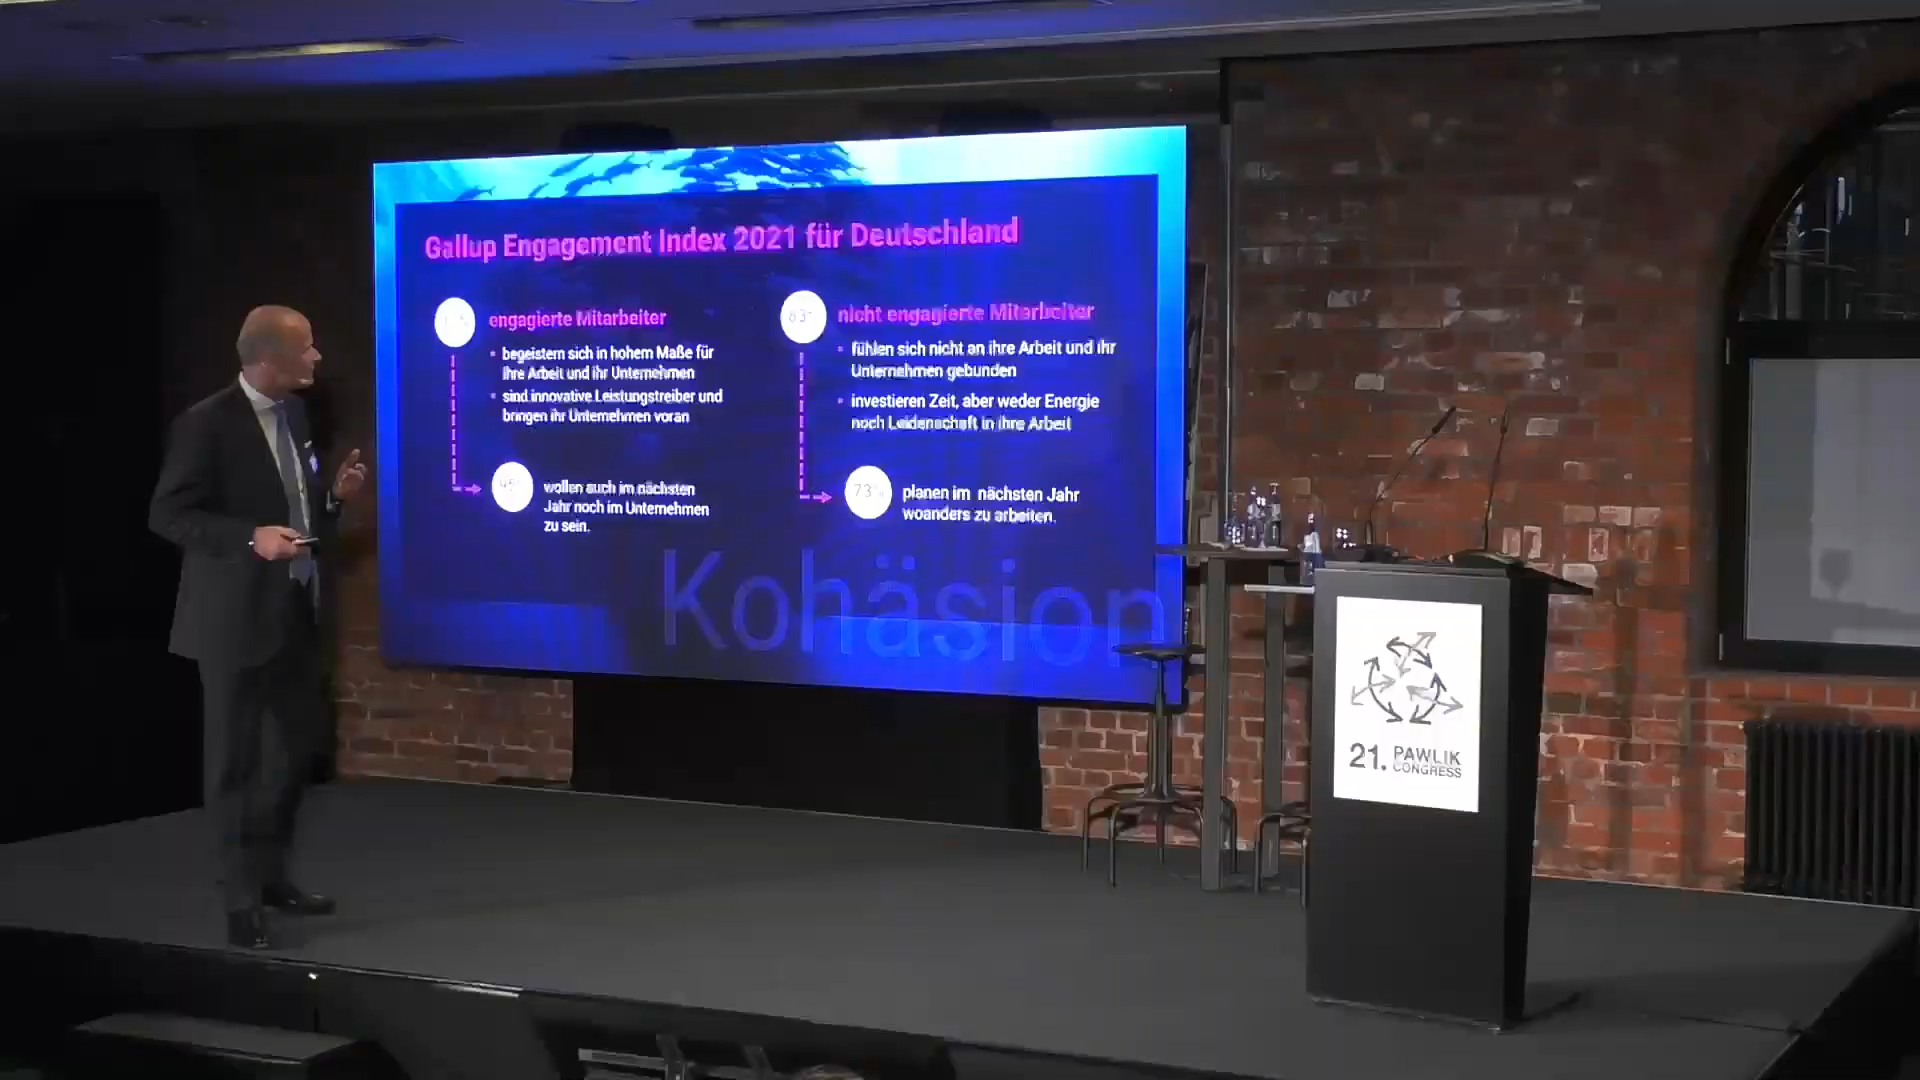 Gallup Engagement Index 2021 für Deutschland
engagierte Mitarbeiter
• begeistern sich in hohem Maße für
ihre Arbeit und ihr Unternehmen
• sind innovative Leistungstreiber und
bringen ihr Unternehmen voran
wollen auch im nächsten
Jahr noch im Unternehmen
zu sein.
83%
nicht engagierte Mitarbeiter
• fühlen sich nicht an ihre Arbeit und ihr
Unternehmen gebunden
• investieren Zeit, aber weder Energie
noch Leidenschaft in ihre Arbeit
73%
planen im nächsten Jahr
woanders zu arbeiten.
Kohäsion
21. PAWLIK
CONGRESS